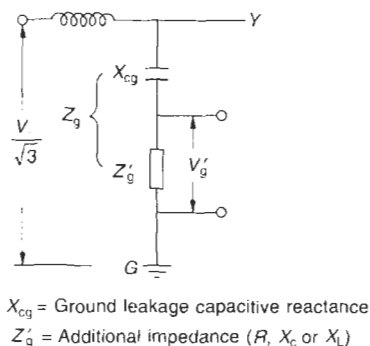 Y
X_cg
Z_g
V/√3
Z'_g
V'_g
G
X_cg = Ground leakage capacitive reactance
Z'_g = Additional impedance (R, X_c or X_L)